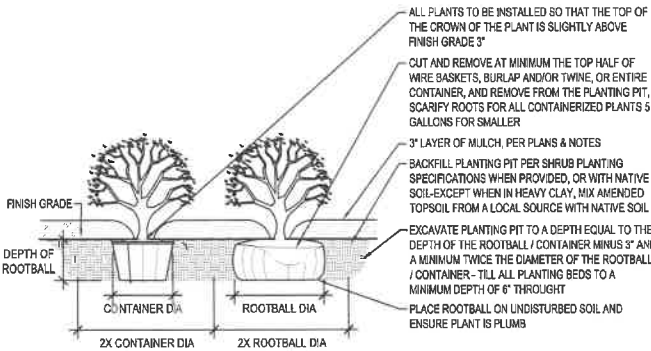 ALL PLANTS TO BE INSTALLED SO THAT THE TOP OF
THE CROWN OF THE PLANT IS SLIGHTLY ABOVE
FINISH GRADE 3"
CUT AND REMOVE AT MINIMUM THE TOP HALF OF
WIRE BASKETS, BURLAP AND/OR TWINE, OR ENTIRE
CONTAINER, AND REMOVE FROM THE PLANTING PIT,
SCARIFY ROOTS FOR ALL CONTAINERIZED PLANTS 5
GALLONS FOR SMALLER
3" LAYER OF MULCH, PER PLANS & NOTES
BACKFILL PLANTING PIT PER SHRUB PLANTING
SPECIFICATIONS WHEN PROVIDED, OR WITH NATIVE
SOIL-EXCEPT WHEN IN HEAVY CLAY, MIX AMENDED
TOPSOIL FROM A LOCAL SOURCE WITH NATIVE SOIL
EXCAVATE PLANTING PIT TO A DEPTH EQUAL TO THE
DEPTH OF THE ROOTBALL / CONTAINER MINUS 3" AN
A MINIMUM TWICE THE DIAMETER OF THE ROOTBALL
/ CONTAINER - TILL ALL PLANTING BEDS TO A
MINIMUM DEPTH OF 6" THROUGHT
PLACE ROOTBALL ON UNDISTURBED SOIL AND
ENSURE PLANT IS PLUMB
FINISH GRADE
DEPTH OF
ROOTBALL
CONTAINER DIA
ROOTBALL DIA
2X CONTAINER DIA
2X ROOTBALL DIA